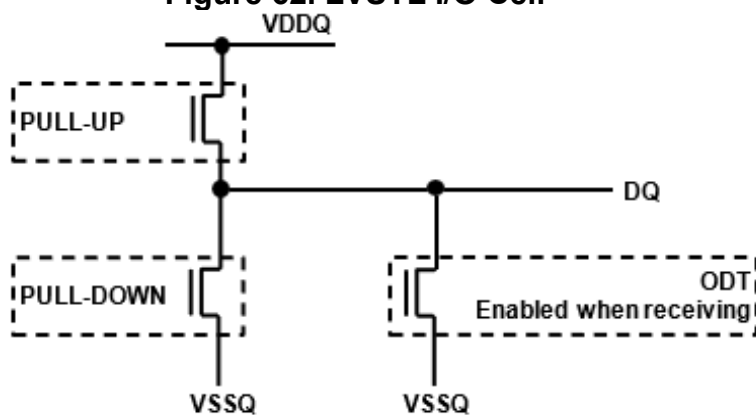 VDDQ
PULL-UP
DQ
PULL-DOWN
ODT
Enabled when receiving
VSSQ
VSSQ